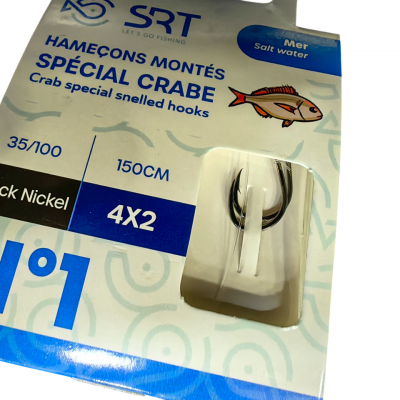 SRT
LET'S GO FISHING
Mer
Salt water
HAMEÇONS MONTÉS
SPÉCIAL CRABE
Crab special snelled hooks
35/100
150CM
ck Nickel
4X2
N°1